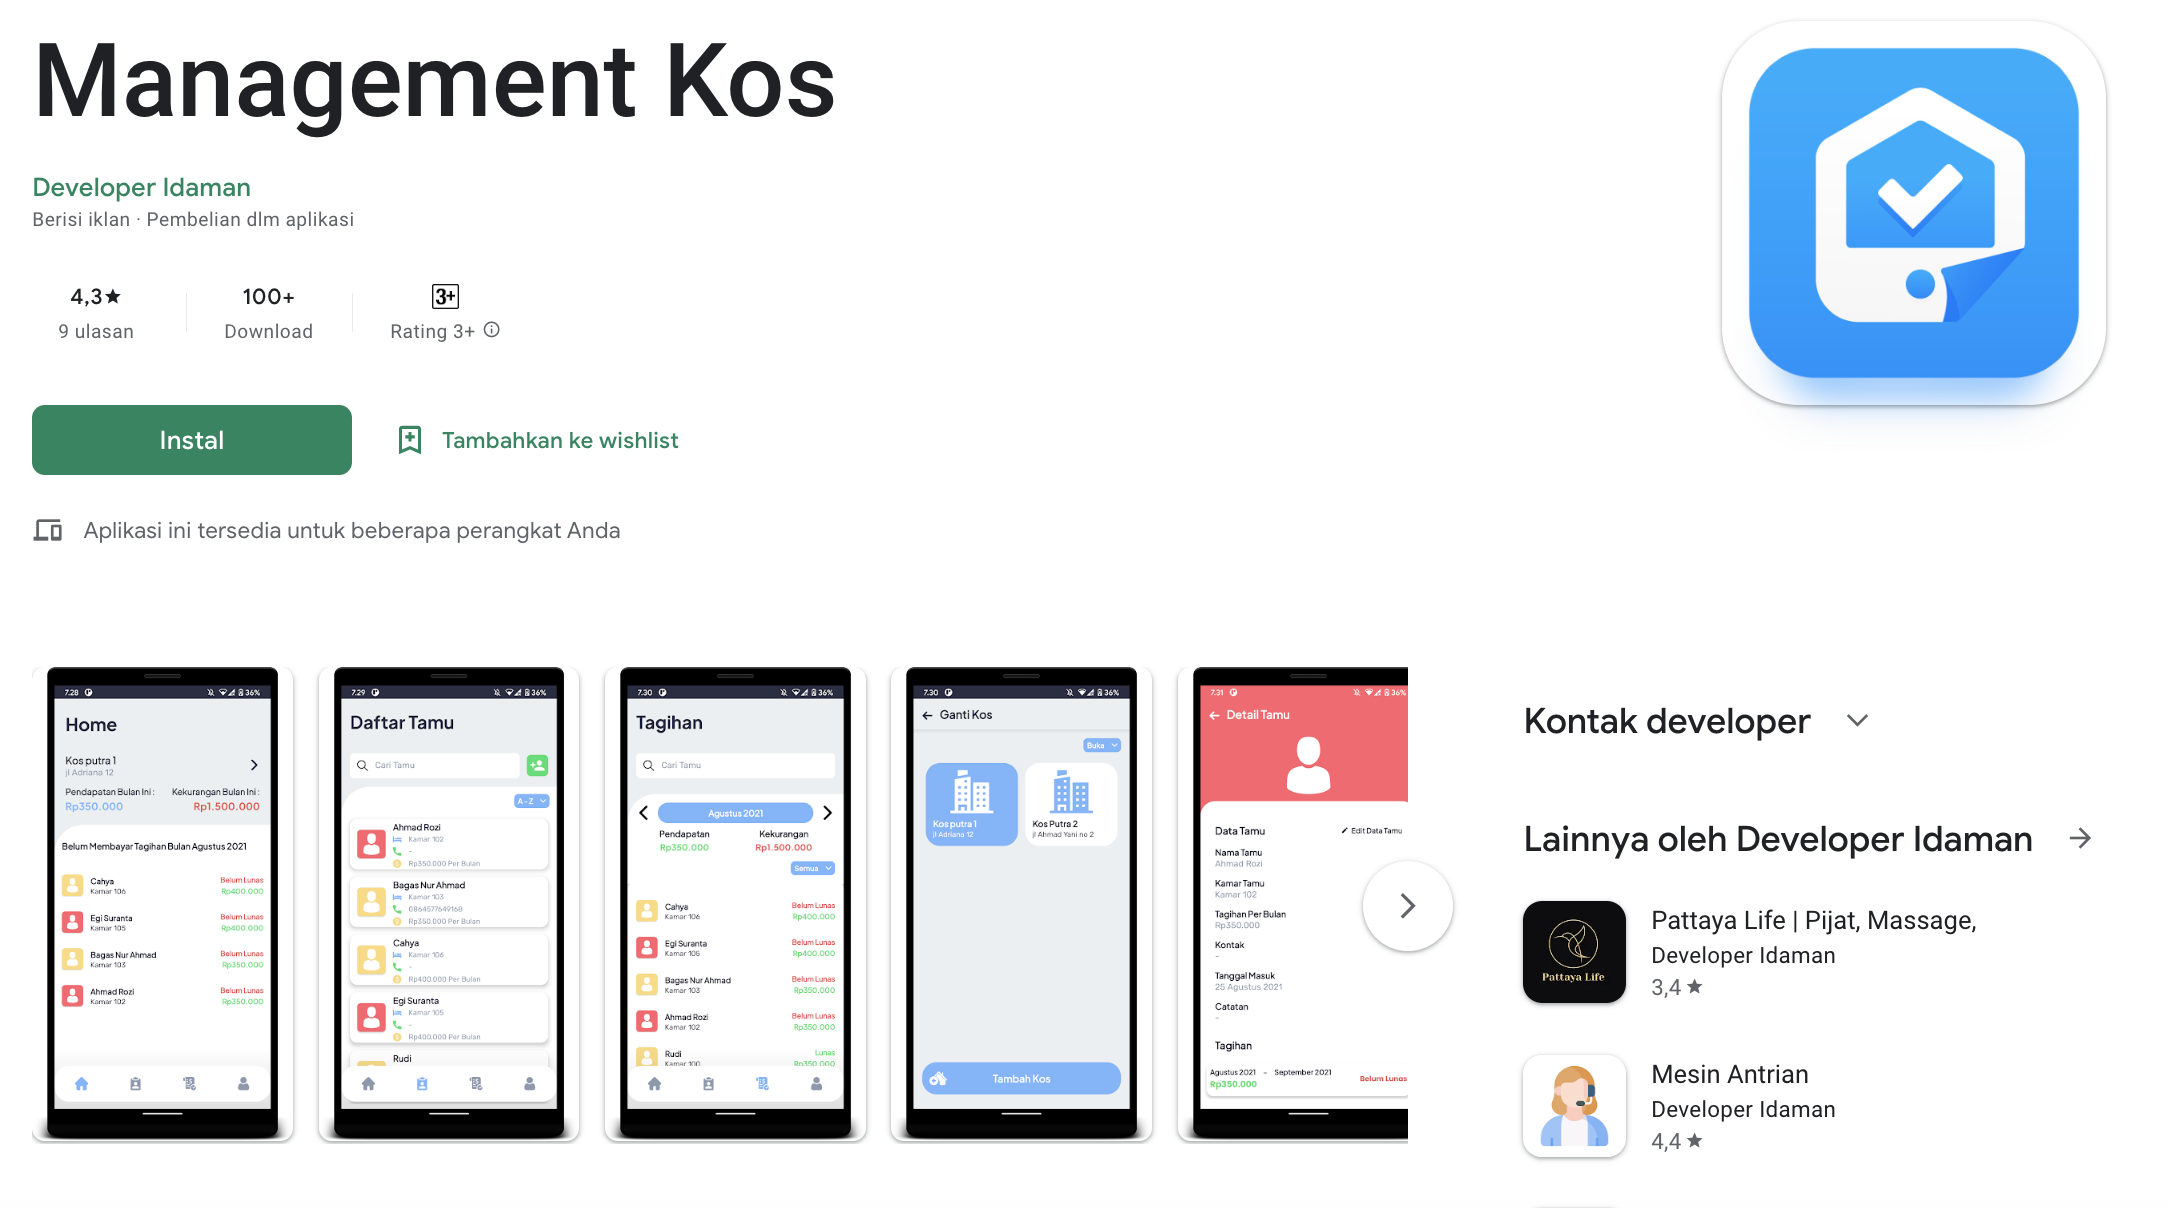 Management Kos
Developer Idaman
Berisi iklan · Pembelian dlm aplikasi
4,3★
9 ulasan
100+
Download
3+
Rating 3+
Instal
Tambahkan ke wishlist
Aplikasi ini tersedia untuk beberapa perangkat Anda
7.28
36%
Home
Kos putra 1
jl Adriana 12
Pendapatan Bulan Ini :
Kekurangan Bulan Ini :
Rp350.000
Rp1.500.000
Belum Membayar Tagihan Bulan Agustus 2021
Cahya
Kamar 106
Belum Lunas
Rp400.000
Egi Suranta
Kamar 105
Belum Lunas
Rp400.000
Bagas Nur Ahmad
Kamar 103
Belum Lunas
Rp350.000
Ahmad Rozi
Kamar 102
Belum Lunas
Rp350.000
7.29
36%
Daftar Tamu
Cari Tamu
A - Z
Ahmad Rozi
Kamar 102
-
Rp350.000 Per Bulan
Bagas Nur Ahmad
Kamar 103
0864577649168
Rp350.000 Per Bulan
Cahya
Kamar 106
-
Rp400.000 Per Bulan
Egi Suranta
Kamar 105
-
Rp400.000 Per Bulan
Rudi
7.30
36%
Tagihan
Cari Tamu
Agustus 2021
Pendapatan
Kekurangan
Rp350.000
Rp1.500.000
Semua
Cahya
Kamar 106
Belum Lunas
Rp400.000
Egi Suranta
Kamar 105
Belum Lunas
Rp400.000
Bagas Nur Ahmad
Kamar 103
Belum Lunas
Rp350.000
Ahmad Rozi
Kamar 102
Belum Lunas
Rp350.000
Rudi
Kamar 100
Lunas
Rp350.000
7.30
36%
Ganti Kos
Buka
Kos putra 1
jl Adriana 12
Kos Putra 2
jl Ahmad Yani no 2
Tambah Kos
7.31
36%
Detail Tamu
Data Tamu
Edit Data Tamu
Nama Tamu
Ahmad Rozi
Kamar Tamu
Kamar 102
Tagihan Per Bulan
Rp350.000
Kontak
-
Tanggal Masuk
25 Agustus 2021
Catatan
-
Tagihan
Agustus 2021 - September 2021
Rp350.000
Belum Lunas
Kontak developer
Lainnya oleh Developer Idaman
Pattaya Life
Pattaya Life | Pijat, Massage,
Developer Idaman
3,4★
Mesin Antrian
Developer Idaman
4,4★